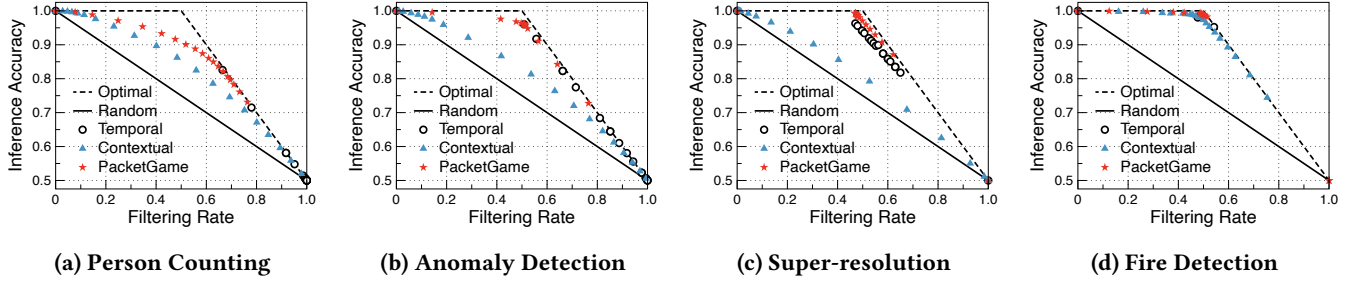 1.0
0.9
0.8
0.7
0.6
0.5
Inference Accuracy
Optimal
Random
Temporal
Contextual
PacketGame
0 0.2 0.4 0.6 0.8 1.0
Filtering Rate
(a) Person Counting
1.0
0.9
0.8
0.7
0.6
0.5
Inference Accuracy
Optimal
Random
Temporal
Contextual
PacketGame
0 0.2 0.4 0.6 0.8 1.0
Filtering Rate
(b) Anomaly Detection
1.0
0.9
0.8
0.7
0.6
0.5
Inference Accuracy
Optimal
Random
Temporal
Contextual
PacketGame
0 0.2 0.4 0.6 0.8 1.0
Filtering Rate
(c) Super-resolution
1.0
0.9
0.8
0.7
0.6
0.5
Inference Accuracy
Optimal
Random
Temporal
Contextual
PacketGame
0 0.2 0.4 0.6 0.8 1.0
Filtering Rate
(d) Fire Detection